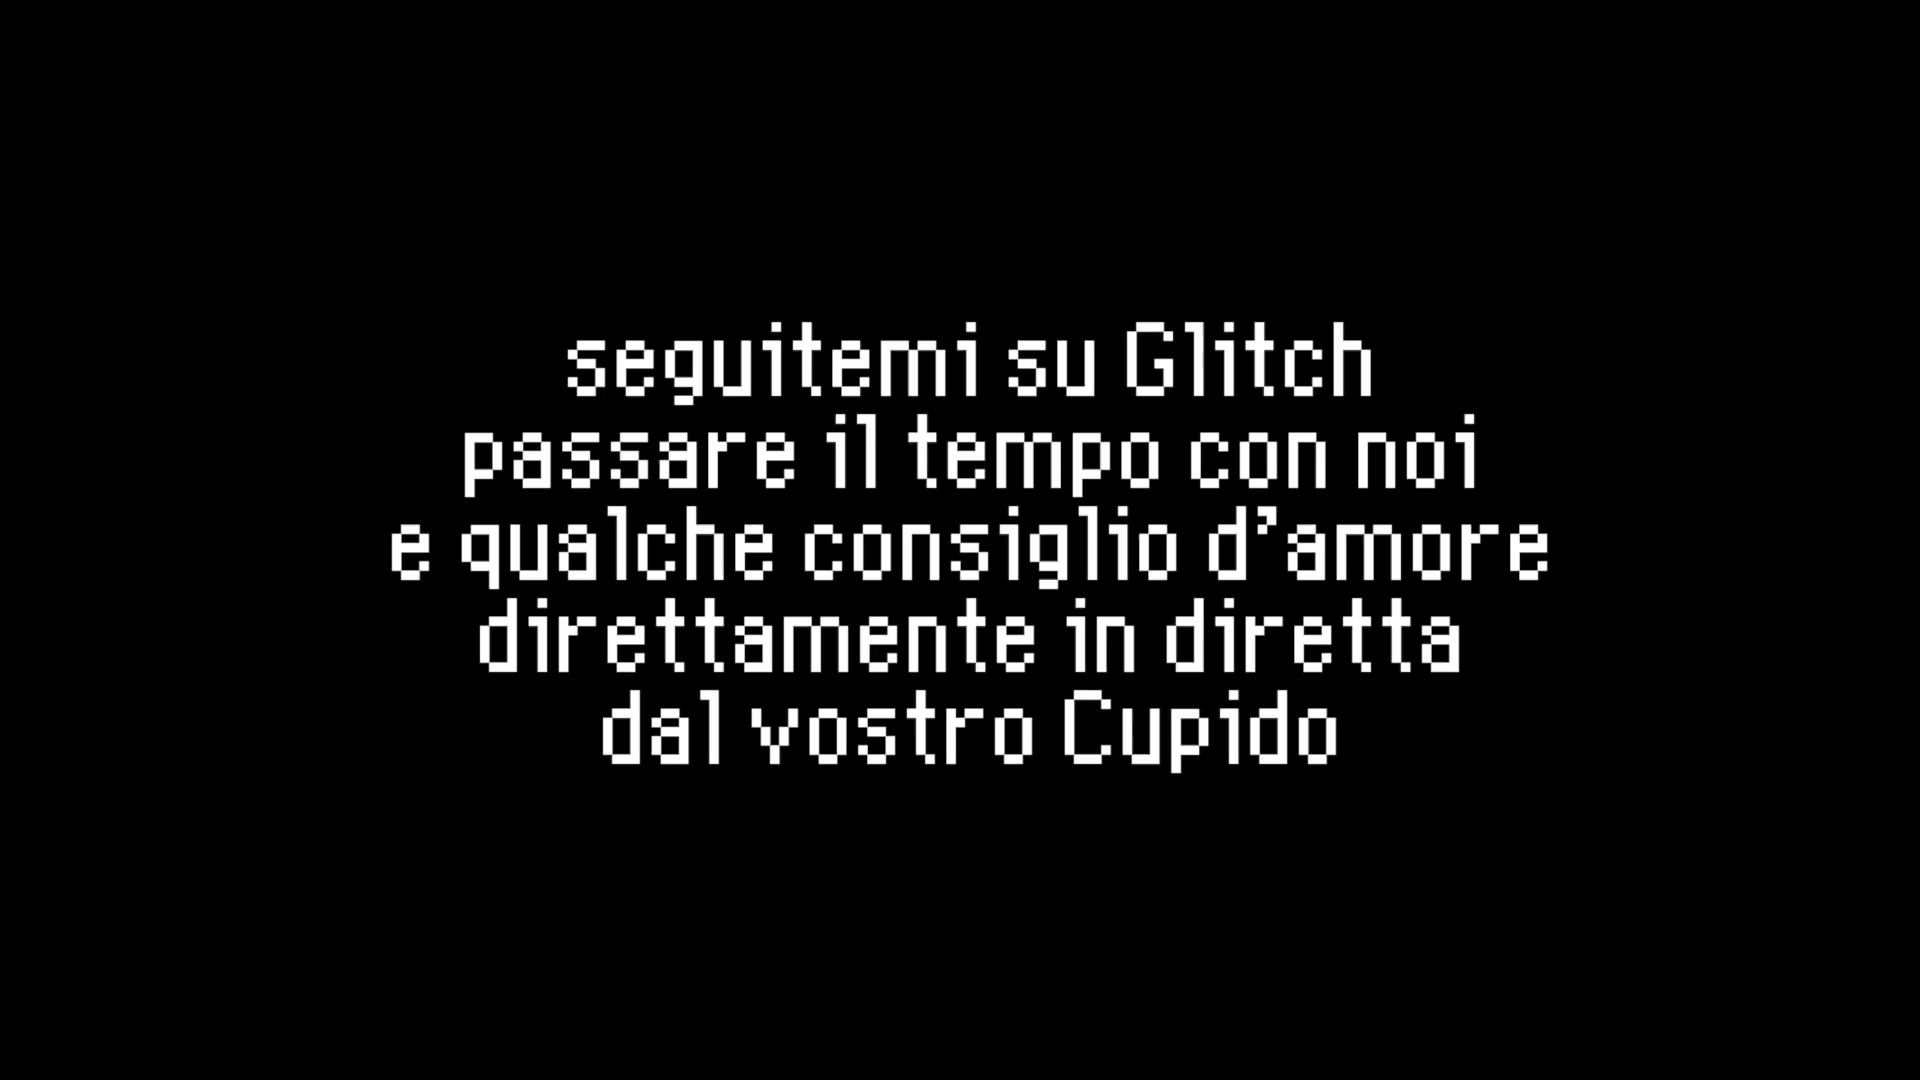 seguitemi su Glitch
passare il tempo con noi
e qualche consiglio d’amore
direttamente in diretta
dal vostro Cupido